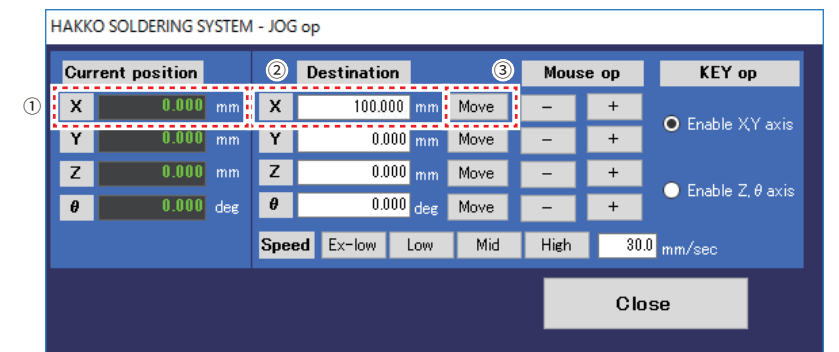 HAKKO SOLDERING SYSTEM - JOG op
Current position ② Destination ③ Mouse op KEY op
① X 0.000 mm X 100.000 mm Move - + Enable X,Y axis
Y 0.000 mm Y 0.000 mm Move - +
Z 0.000 mm Z 0.000 mm Move - + Enable Z, θ axis
θ 0.000 deg θ 0.000 deg Move - +
Speed Ex-low Low Mid High 30.0 mm/sec
Close